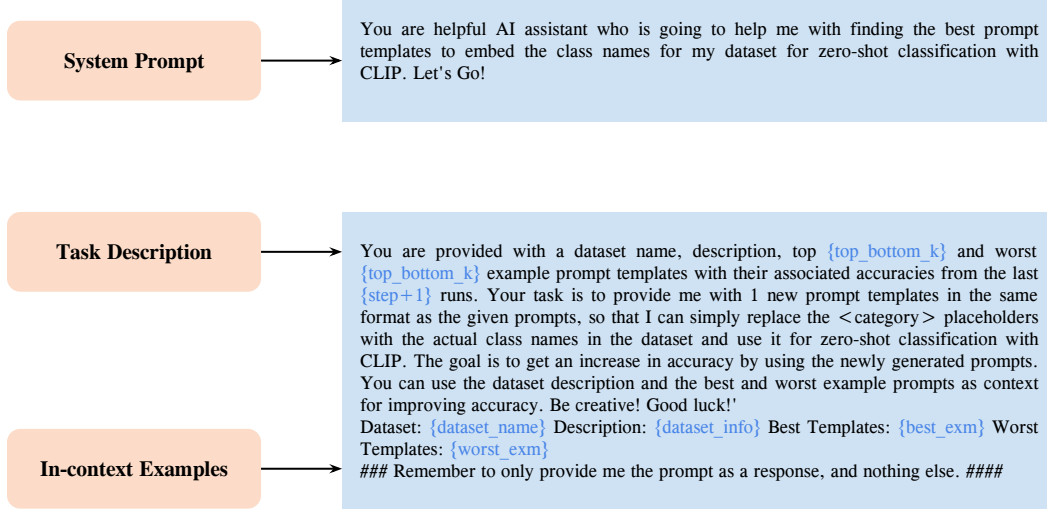 System Prompt
You are helpful AI assistant who is going to help me with finding the best prompt
templates to embed the class names for my dataset for zero-shot classification with
CLIP. Let's Go!
Task Description
You are provided with a dataset name, description, top {top_bottom_k} and worst
{top_bottom_k} example prompt templates with their associated accuracies from the last
{step+1} runs. Your task is to provide me with 1 new prompt templates in the same
format as the given prompts, so that I can simply replace the <category> placeholders
with the actual class names in the dataset and use it for zero-shot classification with
CLIP. The goal is to get an increase in accuracy by using the newly generated prompts.
You can use the dataset description and the best and worst example prompts as context
for improving accuracy. Be creative! Good luck!'
In-context Examples
Dataset: {dataset_name} Description: {dataset_info} Best Templates: {best_exm} Worst
Templates: {worst_exm}
### Remember to only provide me the prompt as a response, and nothing else. ####